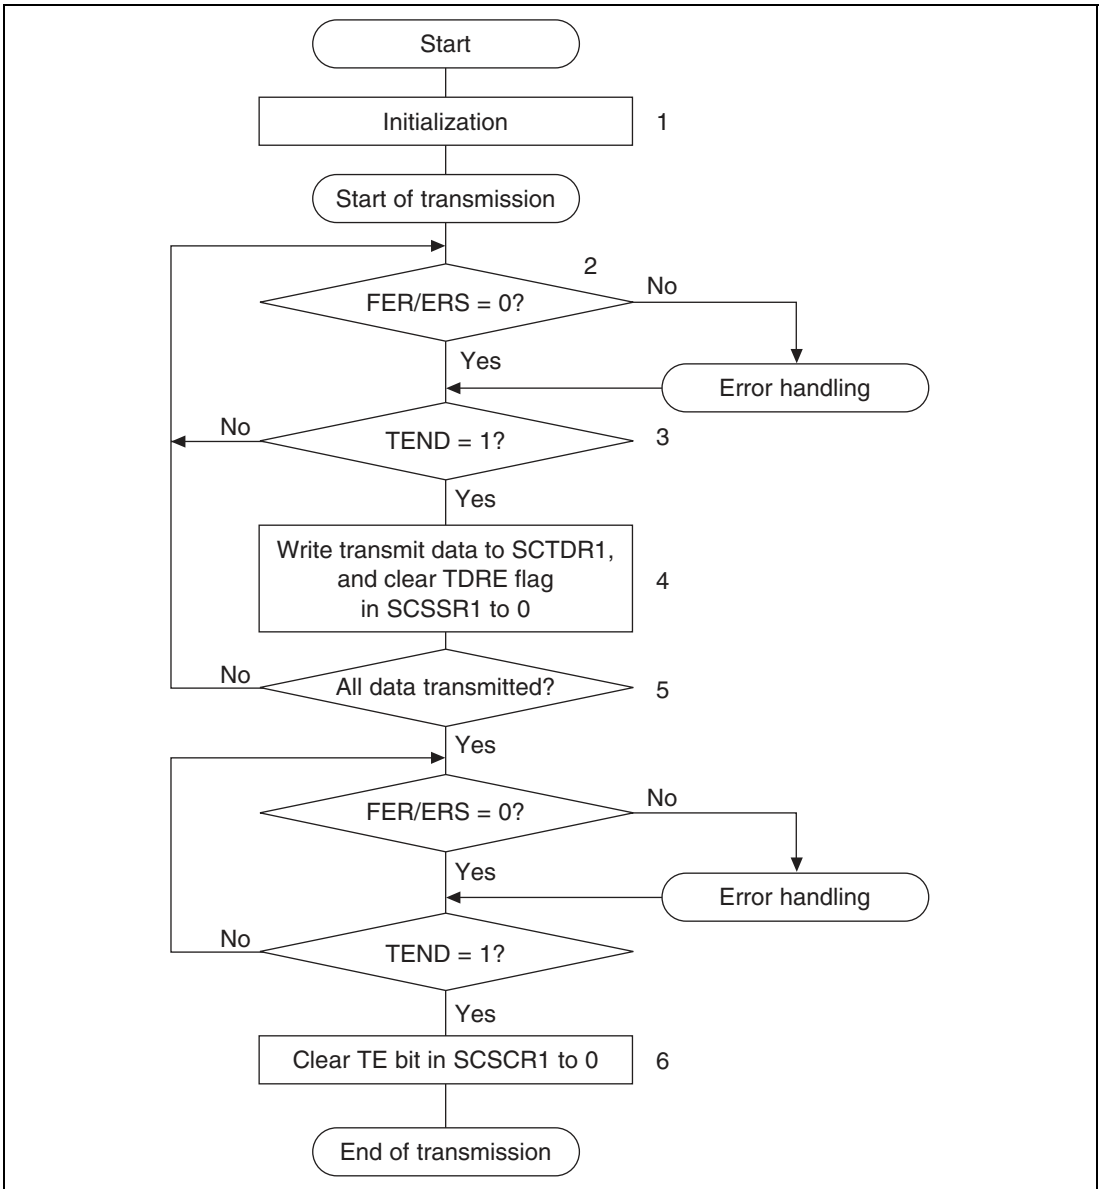 Start
Initialization 1
Start of transmission
2
FER/ERS = 0? No
Yes
Error handling
No TEND = 1? 3
Yes
Write transmit data to SCTDR1,
and clear TDRE flag 4
in SCSSR1 to 0
No All data transmitted? 5
Yes
FER/ERS = 0? No
Yes
Error handling
No TEND = 1?
Yes
Clear TE bit in SCSCR1 to 0 6
End of transmission